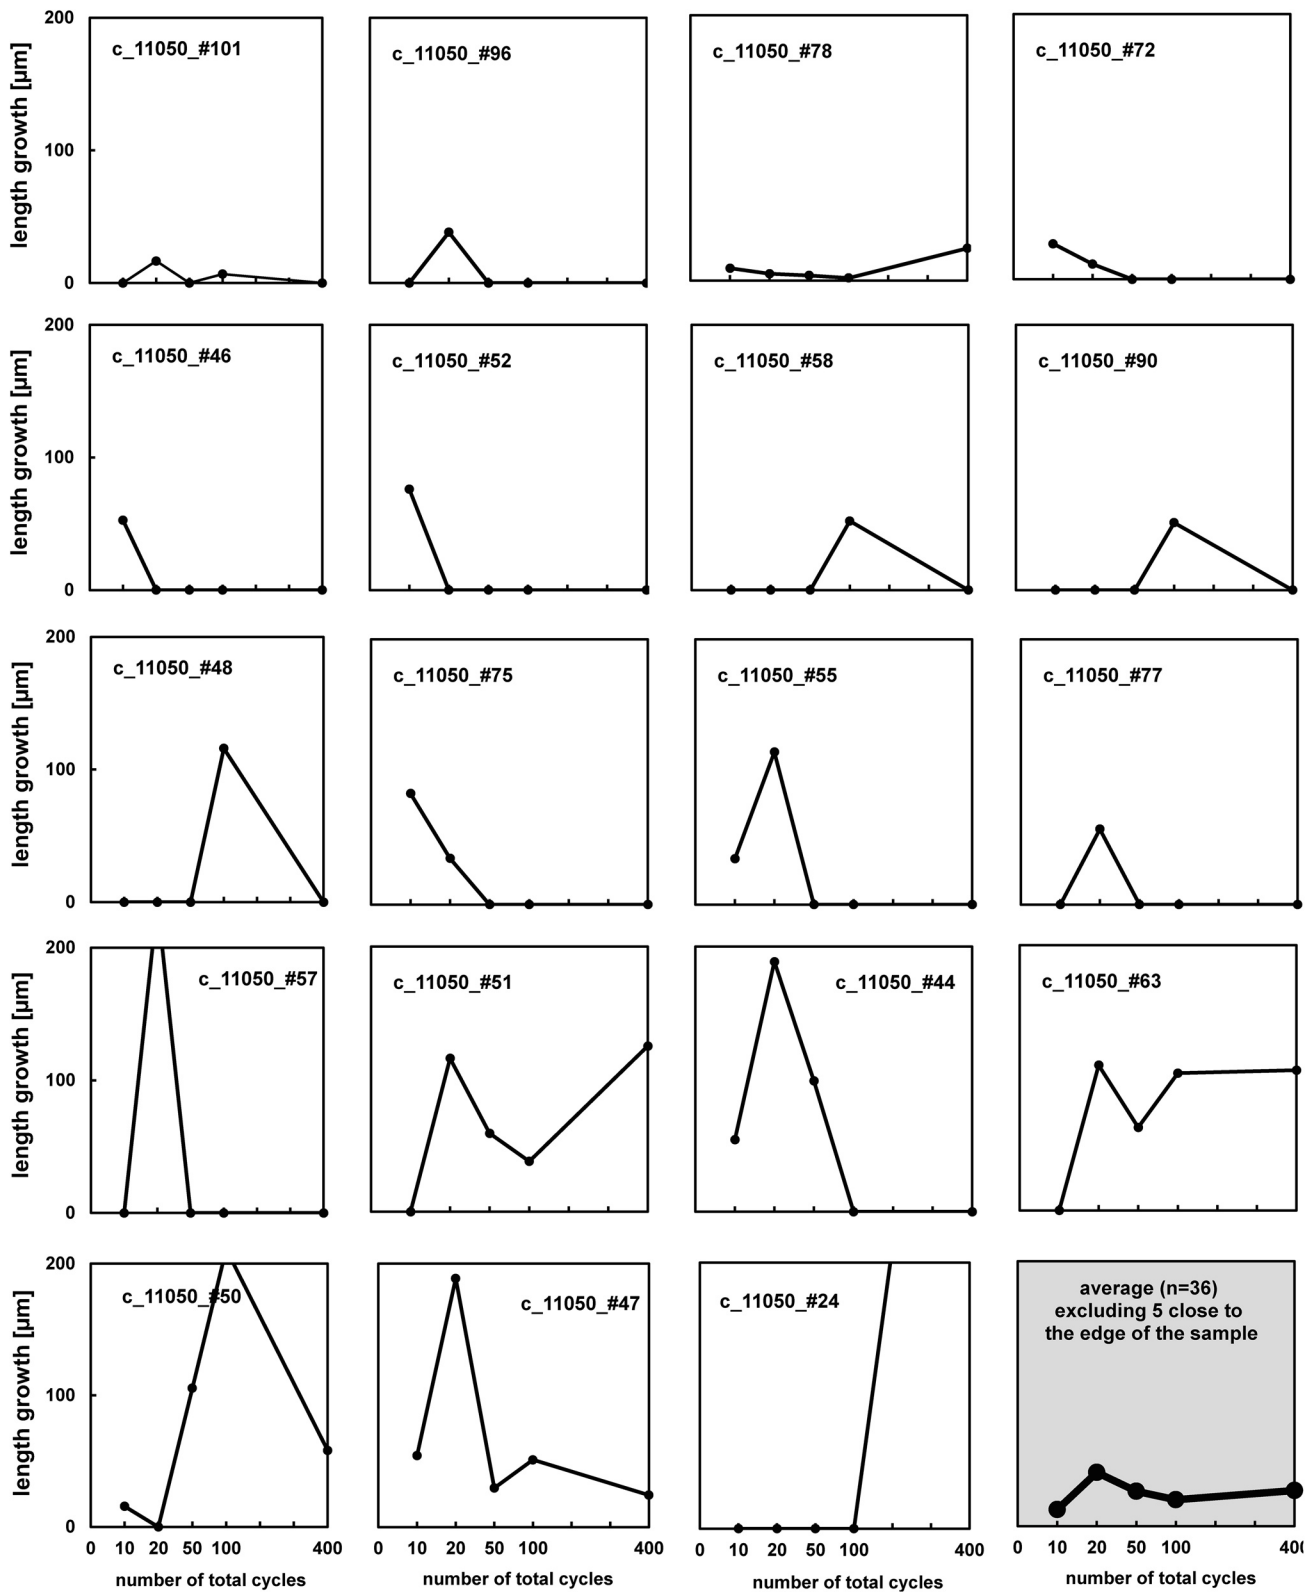 200
c_11050_#101
c_11050_#96
c_11050_#78
c_11050_#72
length growth [µm]
100
0
200
c_11050_#46
c_11050_#52
c_11050_#58
c_11050_#90
length growth [µm]
100
0
200
c_11050_#48
c_11050_#75
c_11050_#55
c_11050_#77
length growth [µm]
100
0
200
c_11050_#57
c_11050_#51
c_11050_#44
c_11050_#63
length growth [µm]
100
0
200
c_11050_#50
c_11050_#47
c_11050_#24
average (n=36)
excluding 5 close to
the edge of the sample
length growth [µm]
100
0
0 10 20 50 100 400
0 10 20 50 100 400
0 10 20 50 100 400
0 10 20 50 100 400
number of total cycles
number of total cycles
number of total cycles
number of total cycles